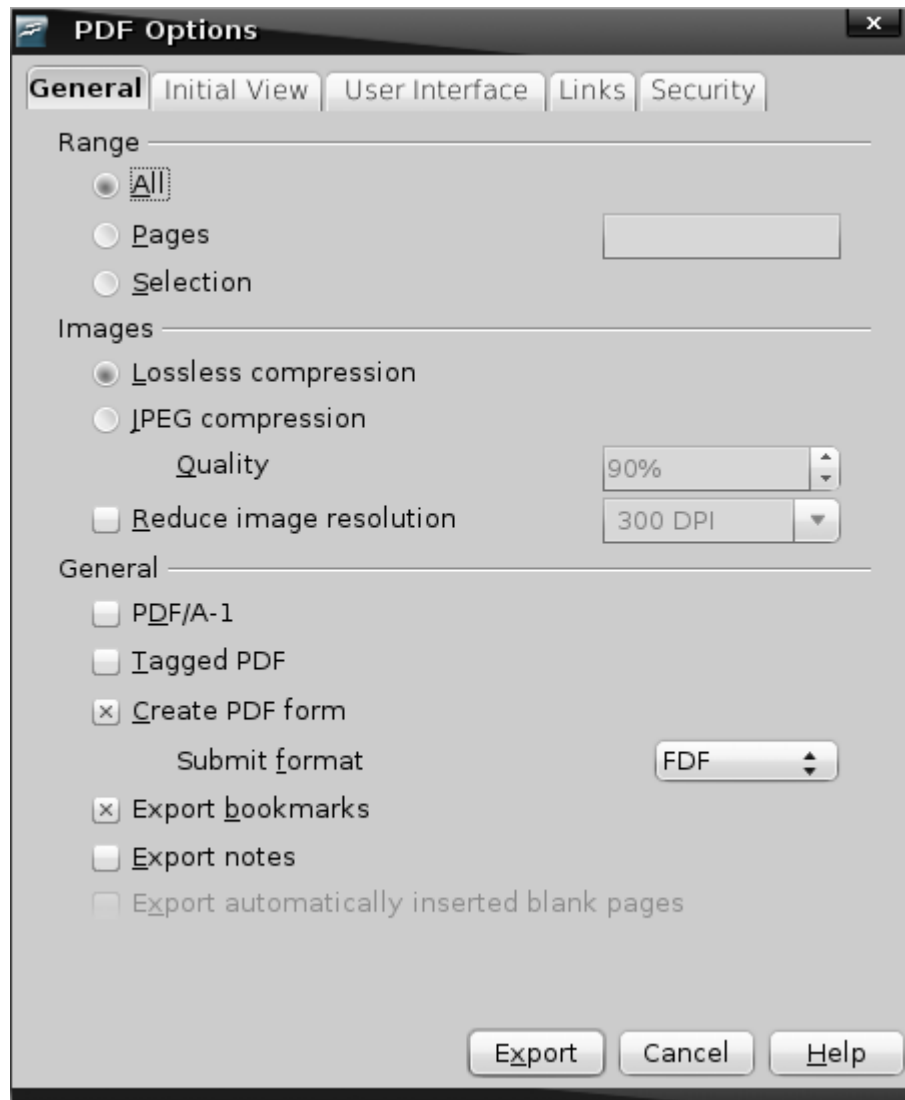 PDF Options
x
General Initial View User Interface Links Security
Range
All
Pages
Selection
Images
Lossless compression
JPEG compression
Quality 90%
Reduce image resolution 300 DPI
General
PDF/A-1
Tagged PDF
Create PDF form
Submit format FDF
Export bookmarks
Export notes
Export automatically inserted blank pages
Export Cancel Help